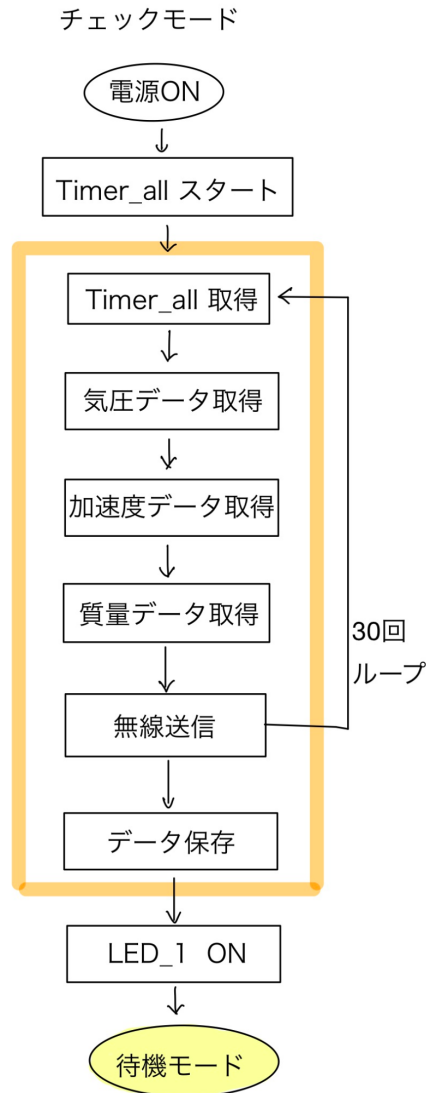 チェックモード
電源ON
Timer_all スタート
Timer_all 取得
気圧データ取得
加速度データ取得
質量データ取得
30回
ループ
無線送信
データ保存
LED_1 ON
待機モード